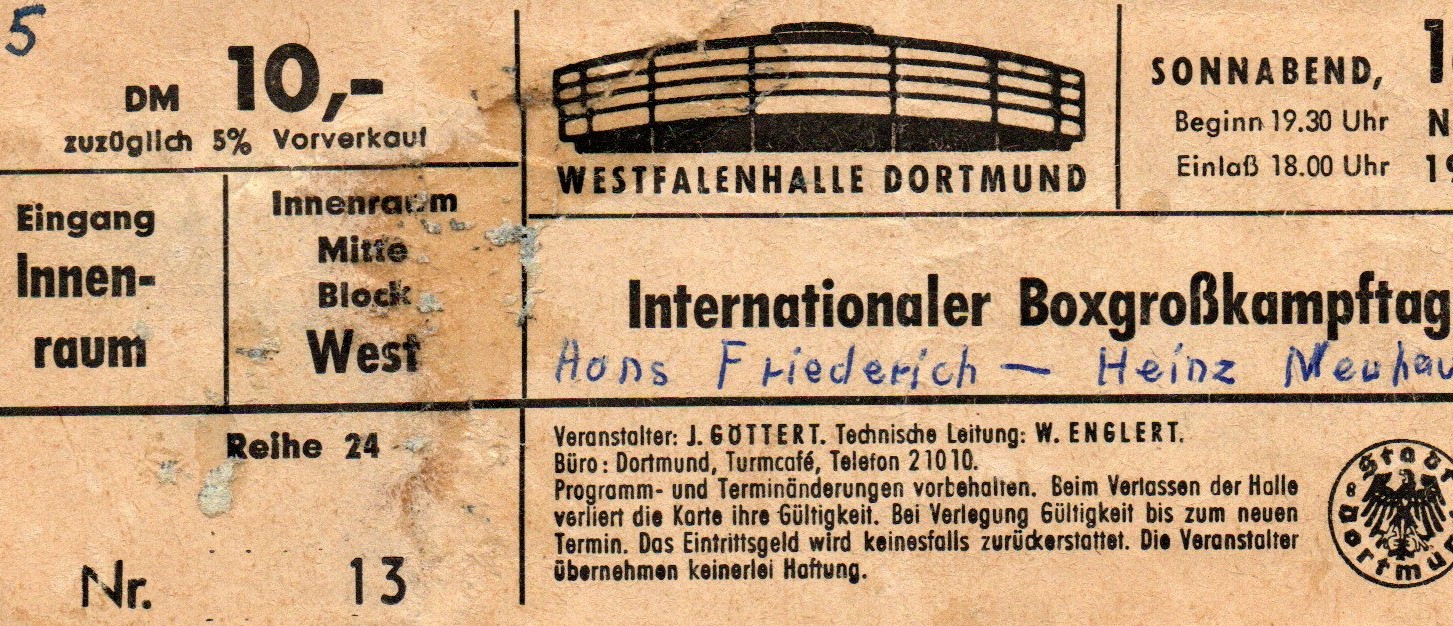 5
DM 10,-
zuzüglich 5% Vorverkauf
Eingang
Innen-
raum
Innenraum
Mitte
Block
West
Reihe 24
Nr. 13
WESTFALENHALLE DORTMUND
SONNABEND,
Beginn 19.30 Uhr
Einlaß 18.00 Uhr
Internationaler Boxgroßkampftag
Hans Friederich — Heinz Neuhau
Veranstalter: J. GÖTTERT. Technische Leitung: W. ENGLERT.
Büro: Dortmund, Turmcafé, Telefon 21010.
Programm- und Terminänderungen vorbehalten. Beim Verlassen der Halle
verliert die Karte ihre Gültigkeit. Bei Verlegung Gültigkeit bis zum neuen
Termin. Das Eintrittsgeld wird keinesfalls zurückerstattet. Die Veranstalter
übernehmen keinerlei Haftung.